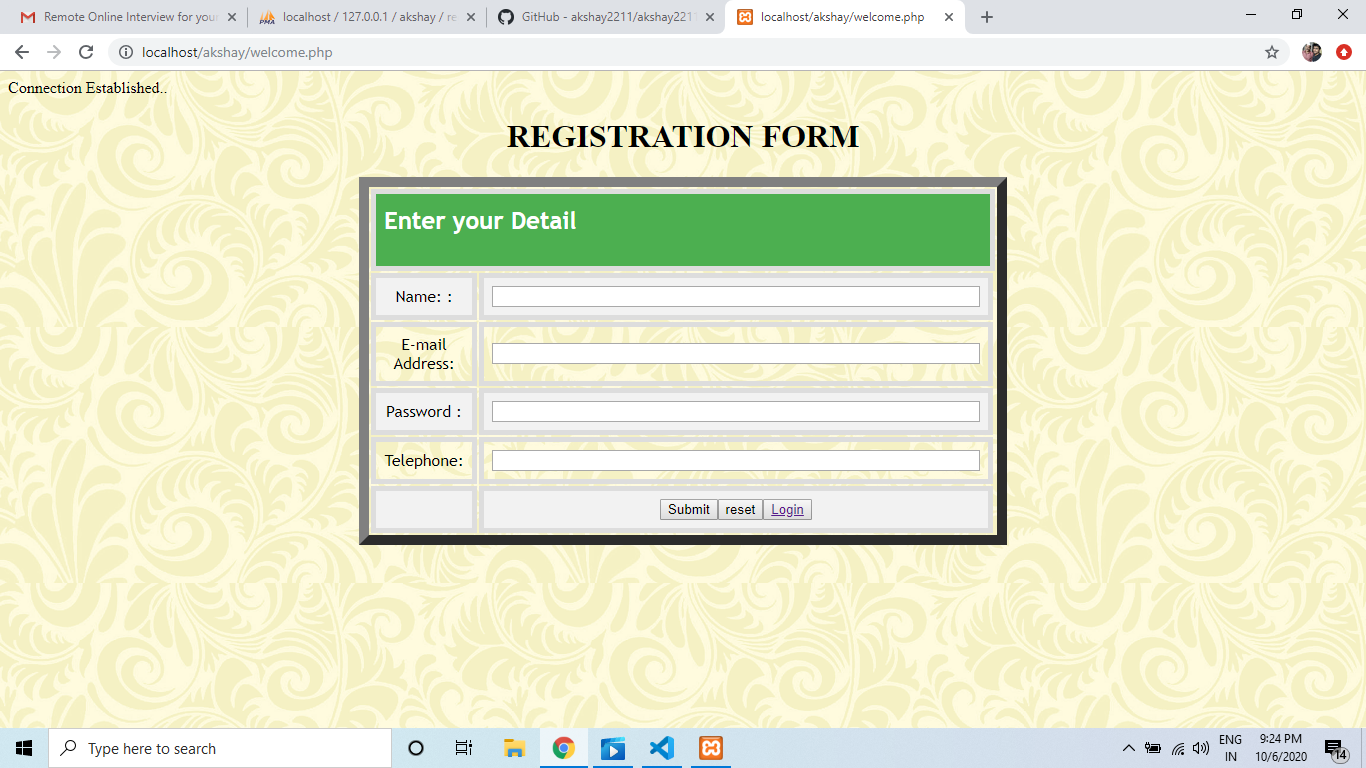 Remote Online Interview for your
localhost / 127.0.0.1 / akshay / re
GitHub - akshay2211/akshay2211
localhost/akshay/welcome.php
localhost/akshay/welcome.php
Connection Established..
REGISTRATION FORM
Enter your Detail
Name: :
E-mail
Address:
Password :
Telephone:
Submit reset Login
Type here to search
ENG
IN
9:24 PM
10/6/2020
14